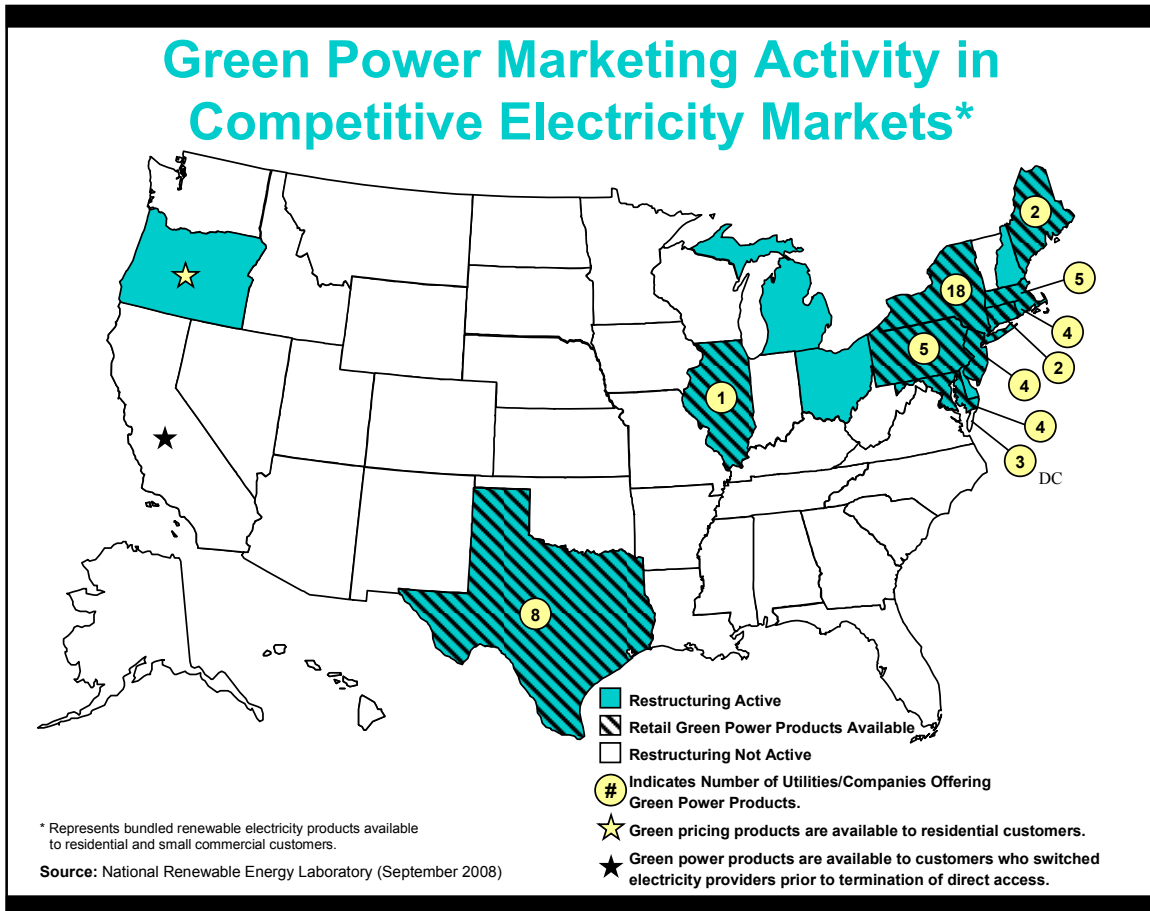 Green Power Marketing Activity in
Competitive Electricity Markets*
2
5
18
4
5
2
4
1
4
3
DC
8
Restructuring Active
Retail Green Power Products Available
Restructuring Not Active
# Indicates Number of Utilities/Companies Offering
Green Power Products.
Green pricing products are available to residential customers.
Green power products are available to customers who switched
electricity providers prior to termination of direct access.
* Represents bundled renewable electricity products available
to residential and small commercial customers.
Source: National Renewable Energy Laboratory (September 2008)